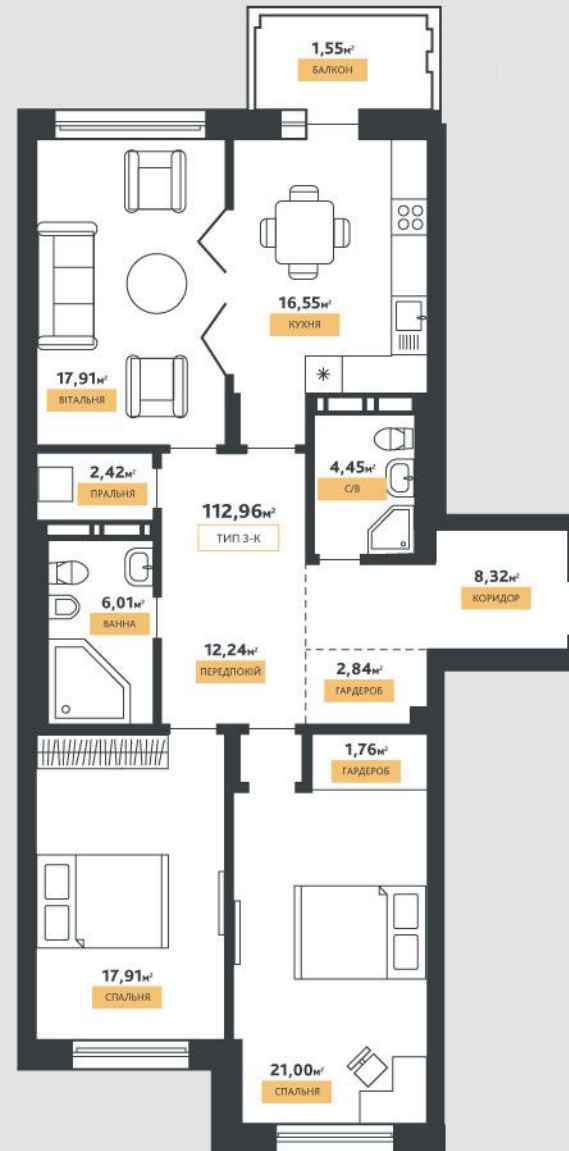 1,55м²
БАЛКОН
16,55м²
КУХНЯ
17,91м²
ВІТАЛЬНЯ
2,42м²
ПРАЛЬНЯ
4,45м²
С/В
112,96м²
ТИП 3-К
8,32м²
КОРИДОР
6,01м²
ВАННА
12,24м²
ПЕРЕДПОКІЙ
2,84м²
ГАРДЕРОБ
1,76м²
ГАРДЕРОБ
17,91м²
СПАЛЬНЯ
21,00м²
СПАЛЬНЯ